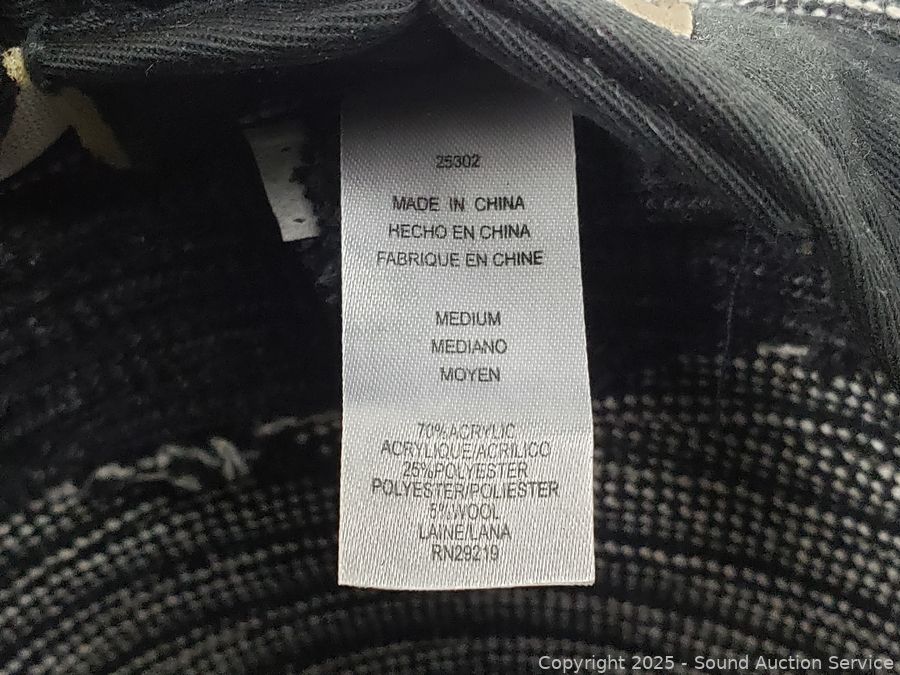 25302
MADE IN CHINA
HECHO EN CHINA
FABRIQUE EN CHINE
MEDIUM
MEDIANO
MOYEN
70%ACRYLIC
ACRYLIQUE/ACRILICO
25%POLYESTER
POLYESTER/POLIESTER
5%WOOL
LAINE/LANA
RN29219
Copyright 2025 - Sound Auction Service